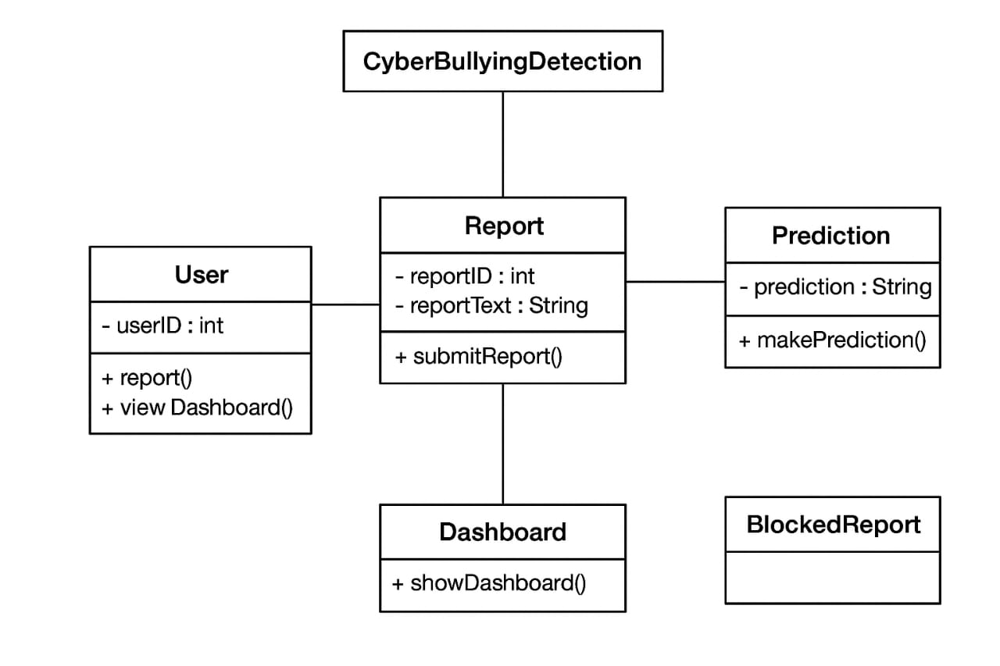 CyberBullyingDetection
Report
- reportID : int
- reportText : String
+ submitReport()
User
- userID : int
+ report()
+ view Dashboard()
Prediction
- prediction : String
+ makePrediction()
Dashboard
+ showDashboard()
BlockedReport